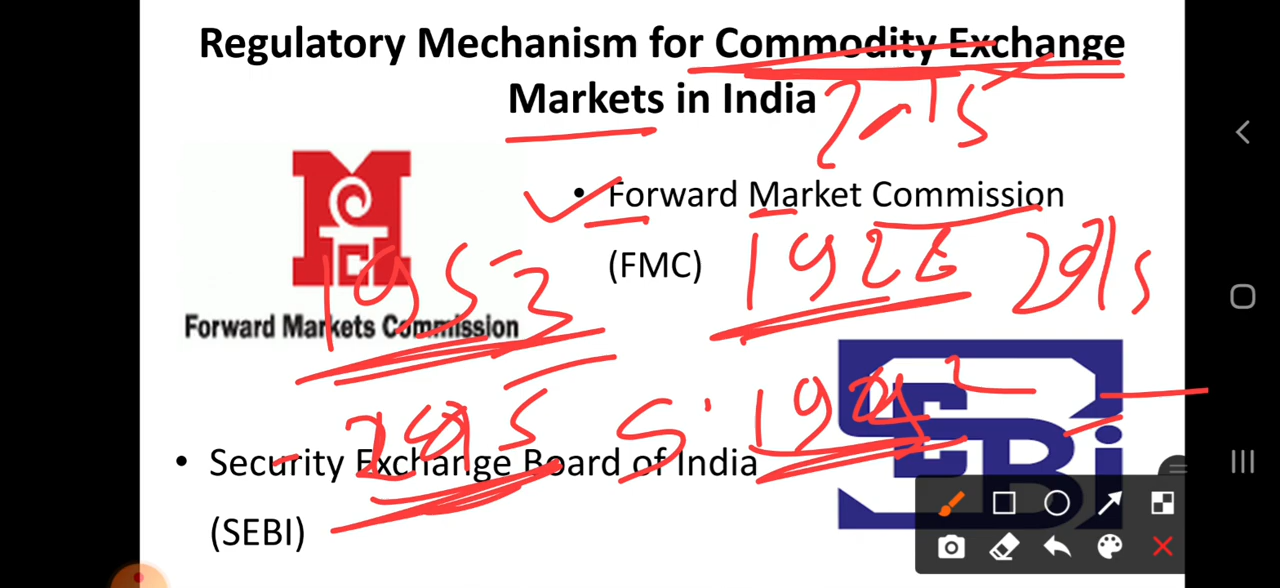 Regulatory Mechanism for Commodity Exchange
Markets in India
2015
• Forward Market Commission
(FMC)
1926 2015
1953
Forward Markets Commission
2015 S. 1992
SEBI
• Security Exchange Board of India
(SEBI)